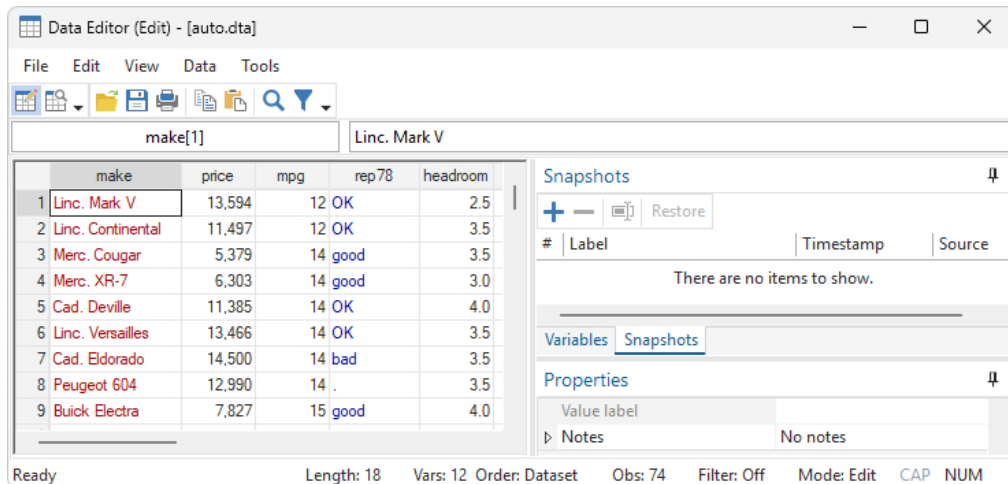 Data Editor (Edit) - [auto.dta]
File Edit View Data Tools
make[1] Linc. Mark V
make price mpg rep78 headroom
1 Linc. Mark V 13,594 12 OK 2.5
2 Linc. Continental 11,497 12 OK 3.5
3 Merc. Cougar 5,379 14 good 3.5
4 Merc. XR-7 6,303 14 good 3.0
5 Cad. Deville 11,385 14 OK 4.0
6 Linc. Versailles 13,466 14 OK 3.5
7 Cad. Eldorado 14,500 14 bad 3.5
8 Peugeot 604 12,990 14 . 3.5
9 Buick Electra 7,827 15 good 4.0
Snapshots
Restore
# Label Timestamp Source
There are no items to show.
Variables Snapshots
Properties
Value label
Notes No notes
Ready Length: 18 Vars: 12 Order: Dataset Obs: 74 Filter: Off Mode: Edit CAP NUM